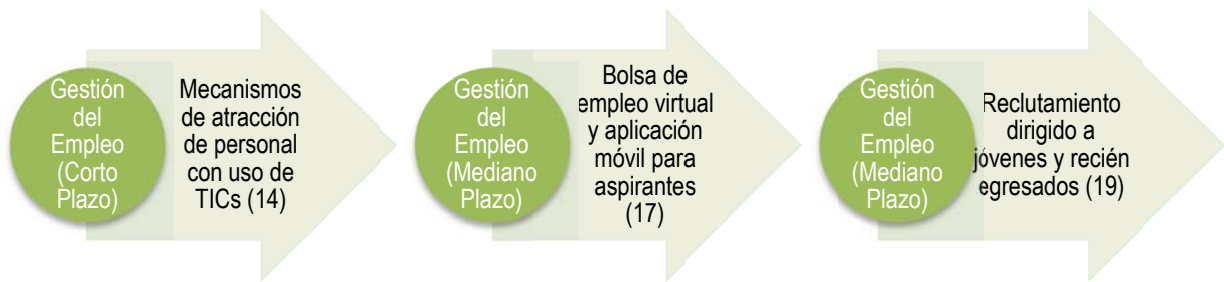 Gestión
del
Empleo
(Corto
Plazo)
Mecanismos
de atracción
de personal
con uso de
TICs (14)
Gestión
del
Empleo
(Mediano
Plazo)
Bolsa de
empleo virtual
y aplicación
móvil para
aspirantes
(17)
Gestión
del
Empleo
(Mediano
Plazo)
Reclutamiento
dirigido a
jóvenes y recién
egresados (19)